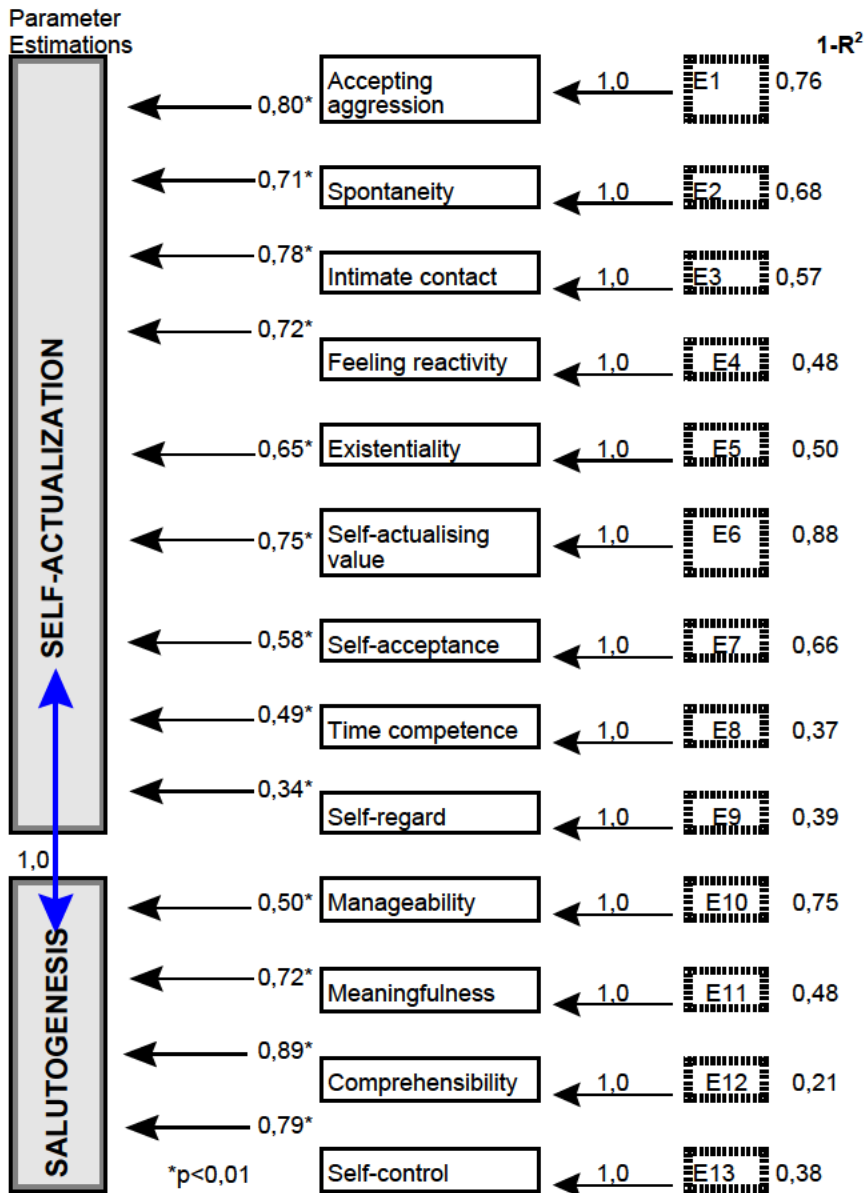 Parameter
Estimations
1-R²
Accepting
aggression
1,0
E1
0,76
0,80*
0,71*
Spontaneity
1,0
E2
0,68
0,78*
Intimate contact
1,0
E3
0,57
0,72*
Feeling reactivity
1,0
E4
0,48
0,65*
Existentiality
1,0
E5
0,50
0,75*
Self-actualising
value
1,0
E6
0,88
0,58*
Self-acceptance
1,0
E7
0,66
0,49*
Time competence
1,0
E8
0,37
0,34*
Self-regard
1,0
E9
0,39
SELF-ACTUALIZATION
1,0
0,50*
Manageability
1,0
E10
0,75
0,72*
Meaningfulness
1,0
E11
0,48
0,89*
Comprehensibility
1,0
E12
0,21
0,79*
Self-control
1,0
E13
0,38
SALUTOGENESIS
*p<0,01